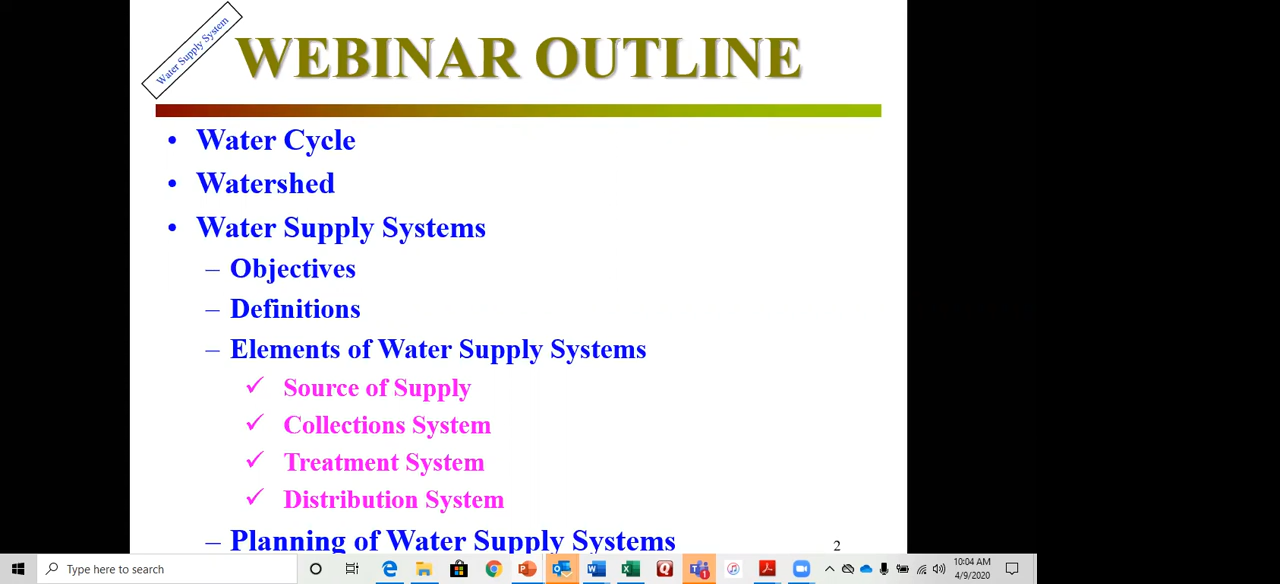 Water Supply System
WEBINAR OUTLINE
• Water Cycle
• Watershed
• Water Supply Systems
– Objectives
– Definitions
– Elements of Water Supply Systems
✓ Source of Supply
✓ Collections System
✓ Treatment System
✓ Distribution System
– Planning of Water Supply Systems
2
Type here to search
10:04 AM
4/9/2020